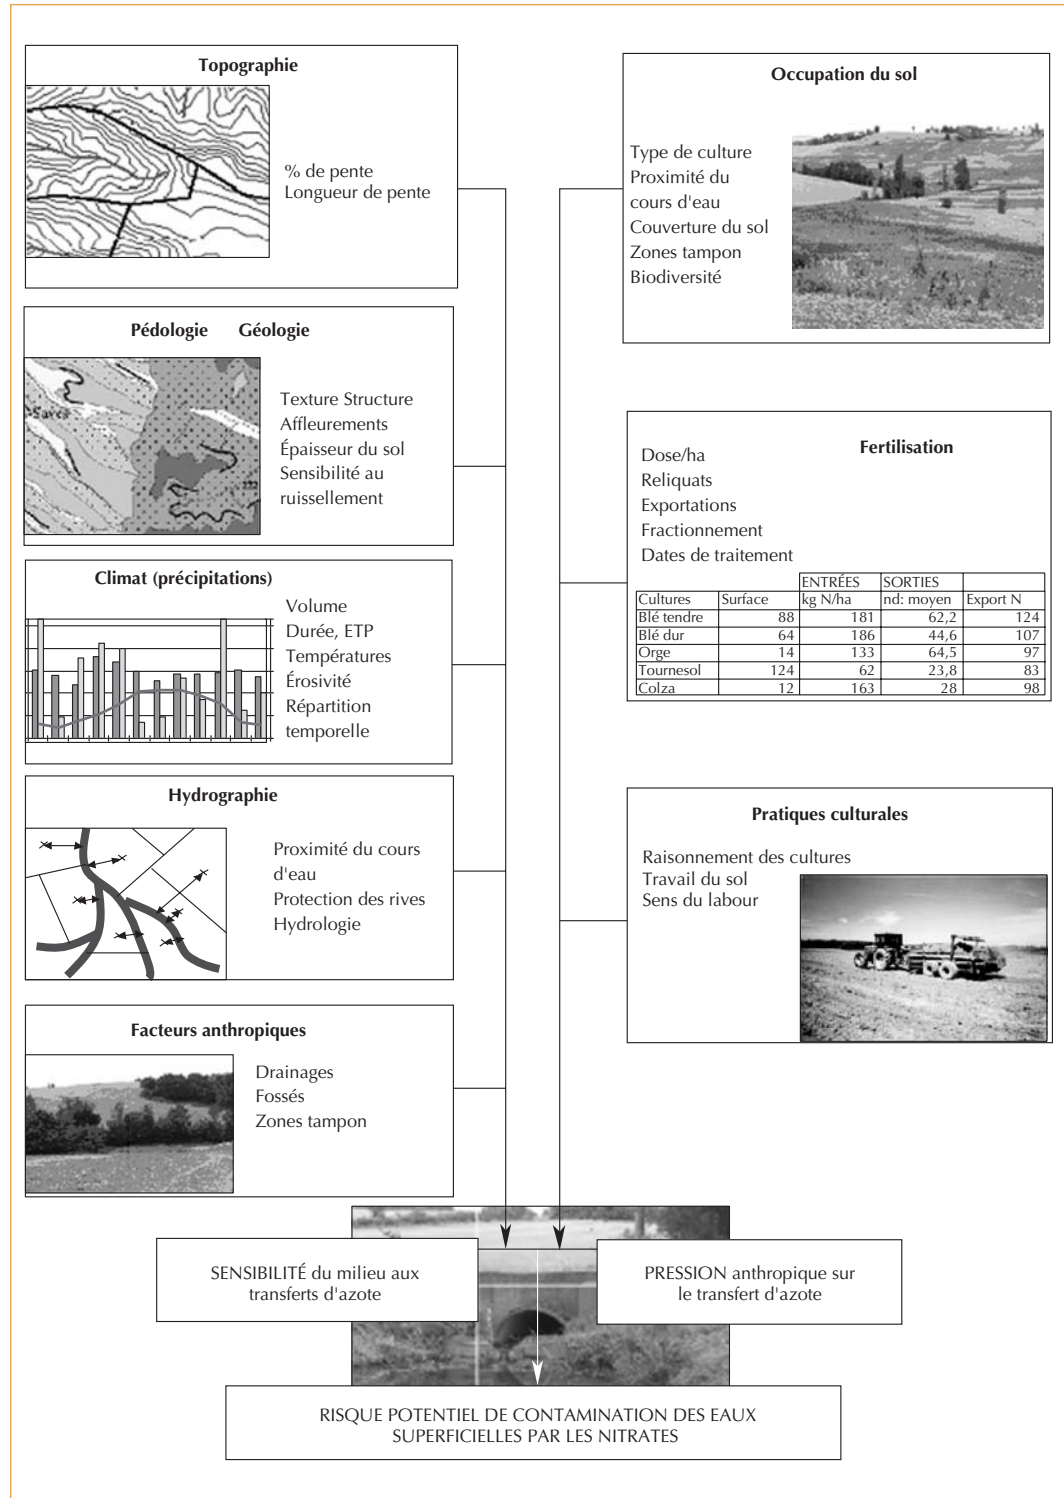 Topographie
% de pente
Longueur de pente
Pédologie Géologie
Texture Structure
Affleurements
Épaisseur du sol
Sensibilité au
ruissellement
Climat (précipitations)
Volume
Durée, ETP
Températures
Érosivité
Répartition
temporelle
Hydrographie
Proximité du cours
d'eau
Protection des rives
Hydrologie
Facteurs anthropiques
Drainages
Fossés
Zones tampon
Occupation du sol
Type de culture
Proximité du
cours d'eau
Couverture du sol
Zones tampon
Biodiversité
Fertilisation
Dose/ha
Reliquats
Exportations
Fractionnement
Dates de traitement
ENTRÉES SORTIES
Cultures Surface kg N/ha nd: moyen Export N
Blé tendre 88 181 62,2 124
Blé dur 64 186 44,6 107
Orge 14 133 64,5 97
Tournesol 124 62 23,8 83
Colza 12 163 28 98
Pratiques culturales
Raisonnement des cultures
Travail du sol
Sens du labour
SENSIBILITÉ du milieu aux
transferts d'azote
PRESSION anthropique sur
le transfert d'azote
RISQUE POTENTIEL DE CONTAMINATION DES EAUX
SUPERFICIELLES PAR LES NITRATES